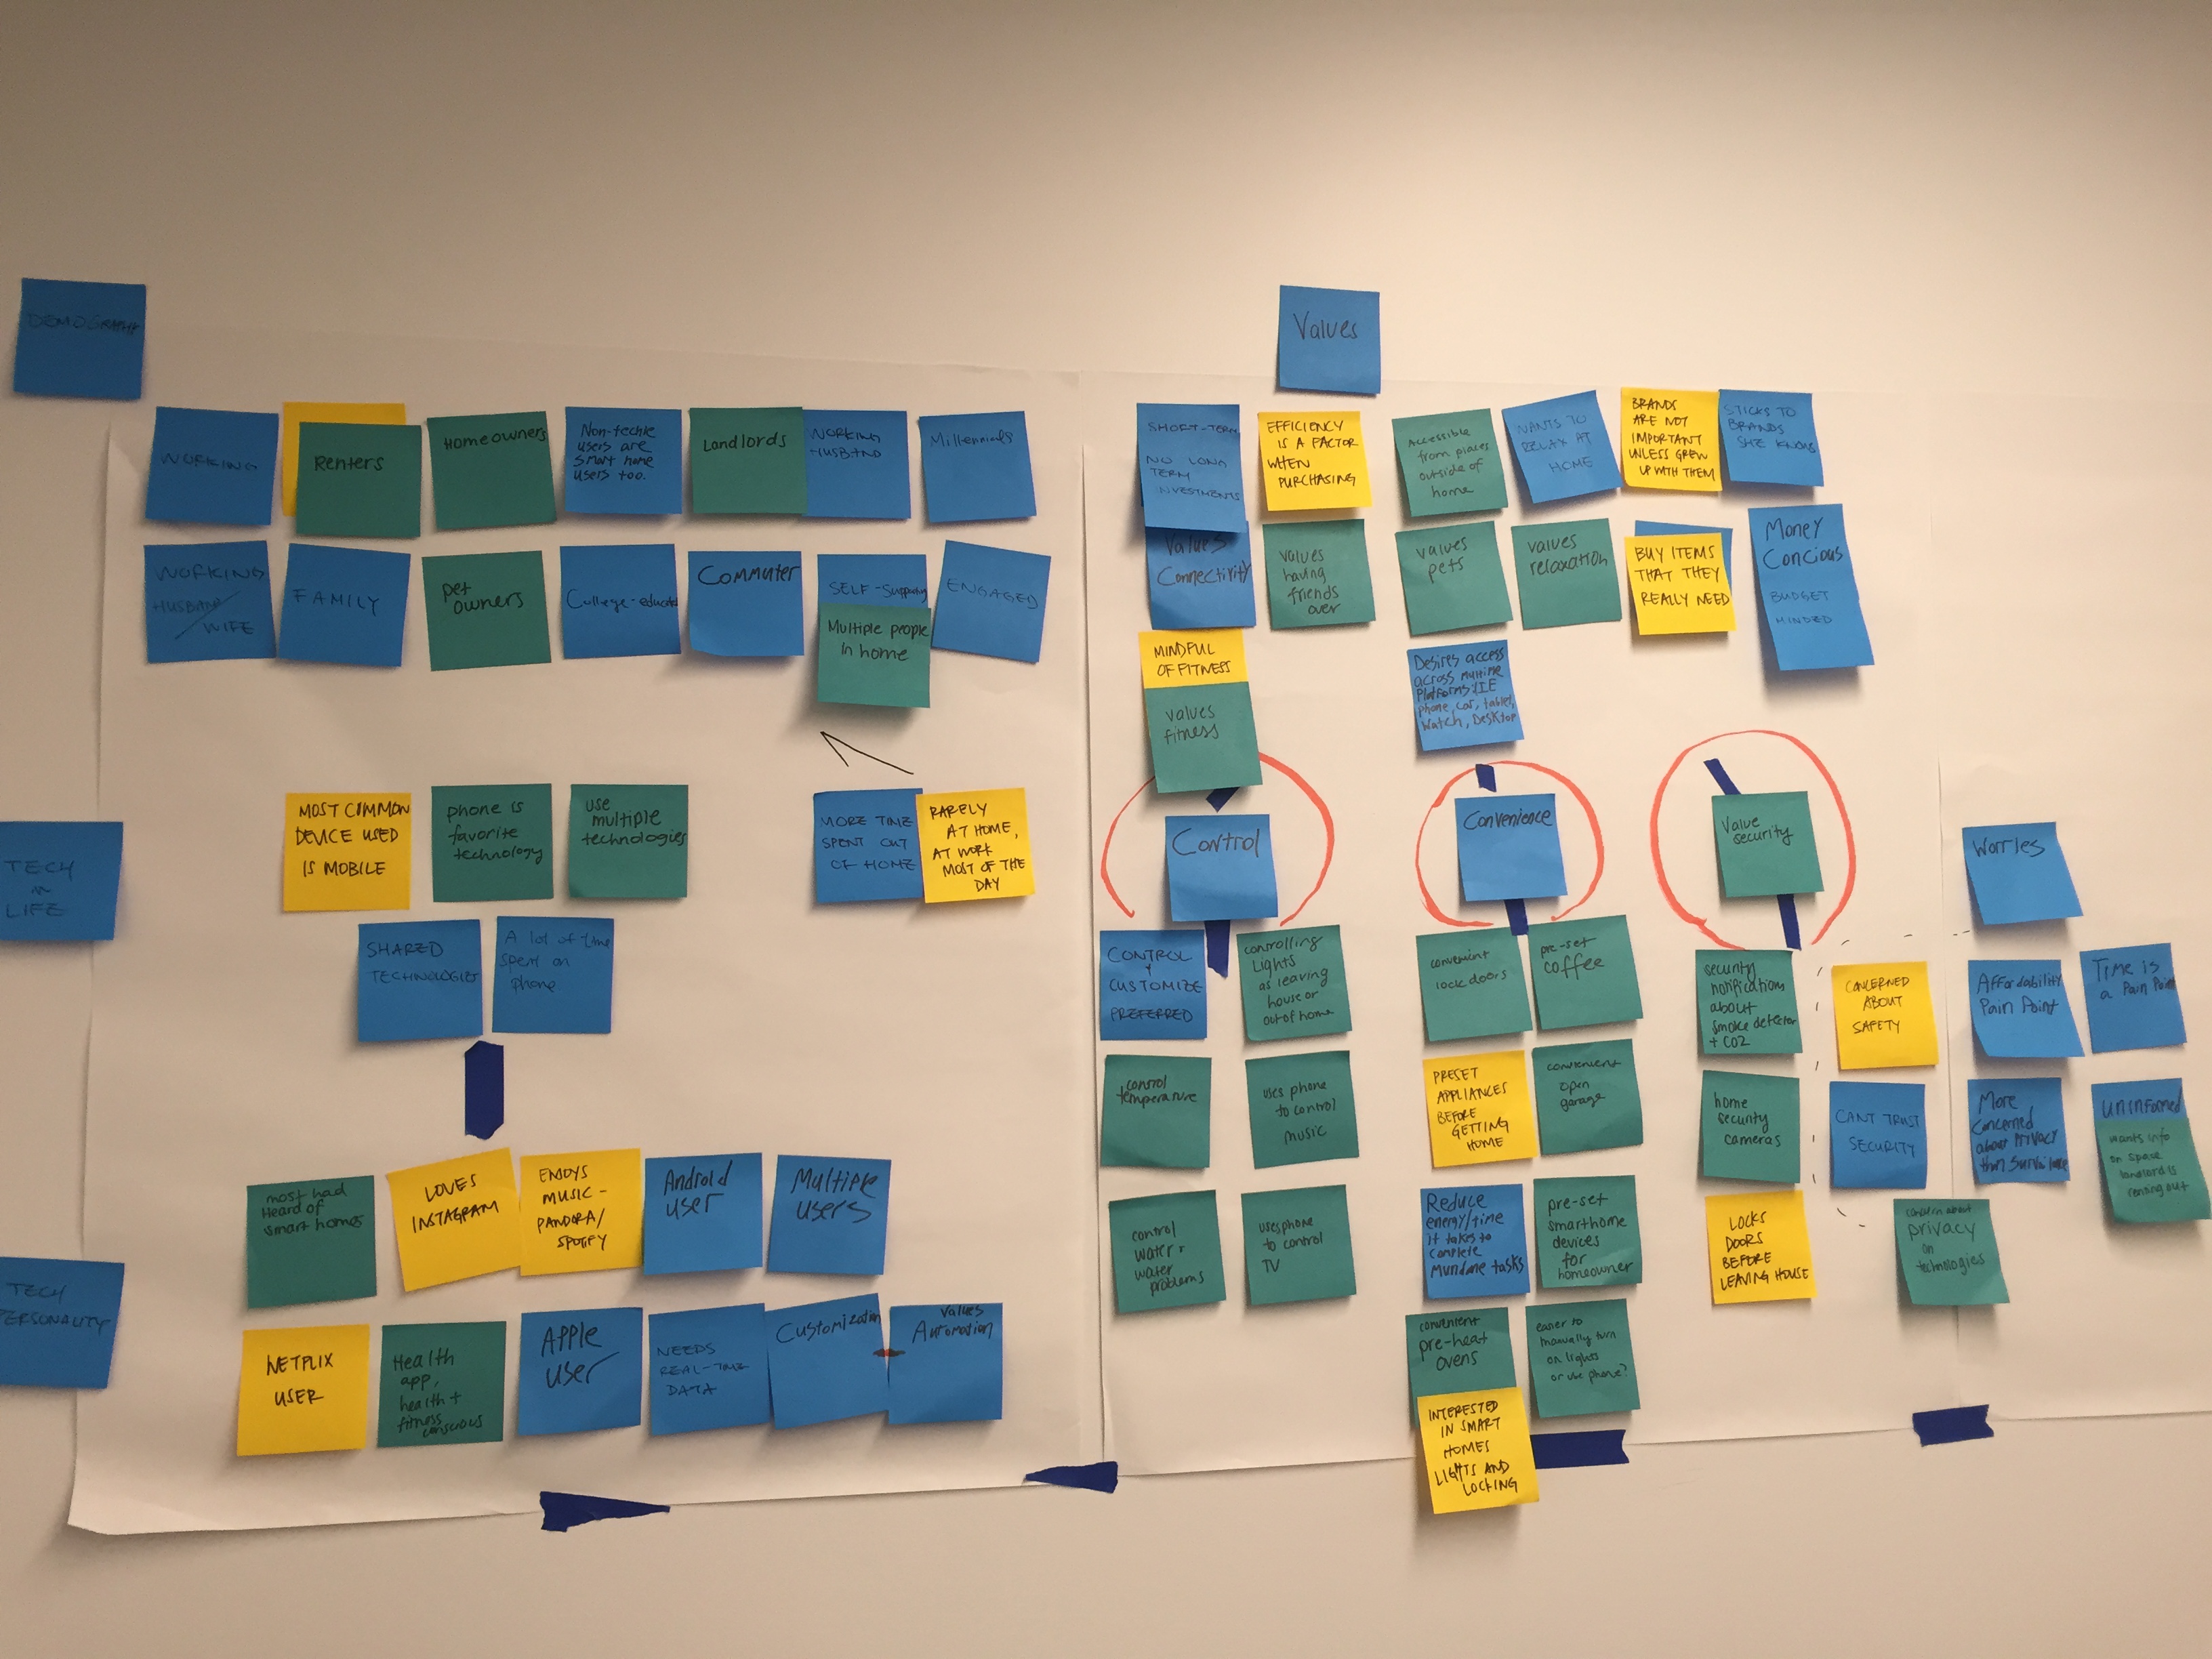 DEMOGRAPHY
WORKING
Renters
Homeowners
Non-techie
users are
smart home
users too.
Landlords
WORKING
HUSBAND
Millennials
WORKING
HUSBAND/
WIFE
FAMILY
pet
owners
College-educate
Commuter
SELF-Supporting
Multiple people
in home
ENGAGED
TECH
in
LIFE
MOST COMMON
DEVICE USED
IS MOBILE
phone is
favorite
technology
use
multiple
technologies
MORE TIME
SPENT OUT
OF HOME
RARELY
AT HOME,
AT WORK
MOST OF THE
DAY
SHARED
TECHNOLOGIES
A lot of time
spent on
phone
TECH
PERSONALITY
most had
Heard of
smart homes
LOVES
INSTAGRAM
ENJOYS
MUSIC -
PANDORA/
SPOTIFY
Android
user
Multiple
users
NETFLIX
USER
Health
app,
health +
fitness
conscious
Apple
user
NEEDS
REAL-TIME
DATA
Customization
Values
Automation
Values
SHORT-TERM
NO LONG
TERM
INVESTMENTS
EFFICIENCY
IS A FACTOR
WHEN
PURCHASING
Accessible
from places
outside of
home
WANTS TO
RELAX AT
HOME
BRANDS
ARE NOT
IMPORTANT
UNLESS GREW
UP WITH THEM
STICKS TO
BRANDS
SHE KNOWS
Values
Connectivity
values
having
friends
over
values
pets
values
relaxation
BUY ITEMS
THAT THEY
REALLY NEED
Money
Concious
BUDGET
MINDED
MINDFUL
OF FITNESS
values
fitness
Desires access
across multiple
Platforms: IE
phone, car, tablet,
Watch, Desktop
Control
CONTROL
+
CUSTOMIZE
PREFERRED
controlling
Lights
as leaving
house or
out of home
control
temperature
uses phone
to control
music
control
water +
water
problems
uses phone
to control
TV
Convenience
convenient
lock doors
pre-set
coffee
PRESET
APPLIANCES
BEFORE
GETTING
HOME
convenient
open
garage
Reduce
energy/time
it takes to
complete
Mundane tasks
pre-set
smarthome
devices
for
homeowner
convenient
pre-heat
ovens
easier to
manually turn
on lights
or use phone?
INTERESTED
IN SMART
HOMES
LIGHTS AND
LOCKING
Value
security
security
notifications
about
smoke detector
+ CO2
CONCERNED
ABOUT
SAFETY
home
security
cameras
CANT TRUST
SECURITY
LOCKS
DOORS
BEFORE
LEAVING HOUSE
concern about
privacy
on
technologies
Worries
Affordability
Pain Point
Time is
a Pain Point
More
Concerned
about Privacy
than
Uninformed
wants info
on space
landlord is
renting out